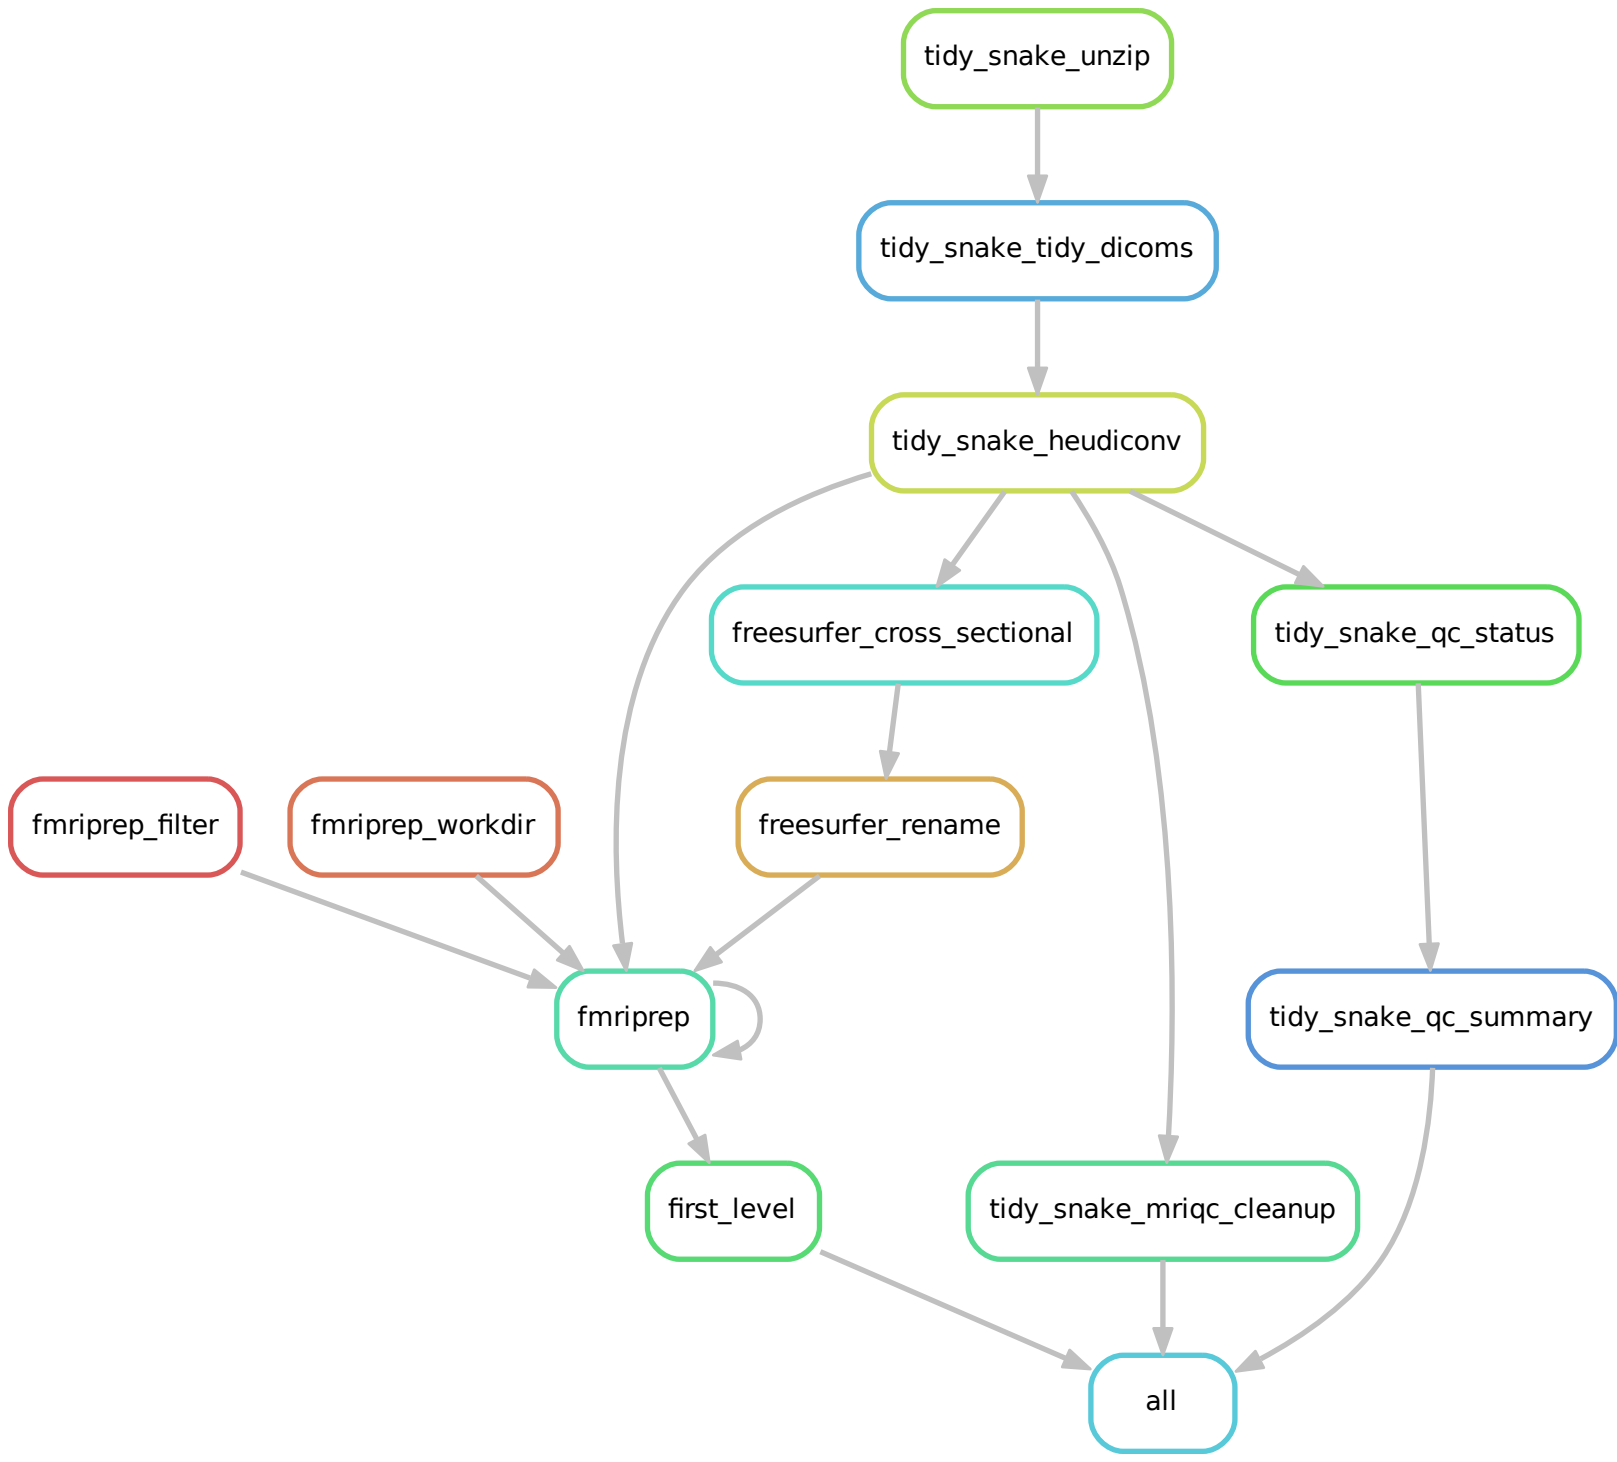 tidy_snake_unzip
tidy_snake_tidy_dicoms
tidy_snake_heudiconv
freesurfer_cross_sectional
tidy_snake_qc_status
fmriprep_filter
fmriprep_workdir
freesurfer_rename
fmriprep
tidy_snake_qc_summary
first_level
tidy_snake_mriqc_cleanup
all